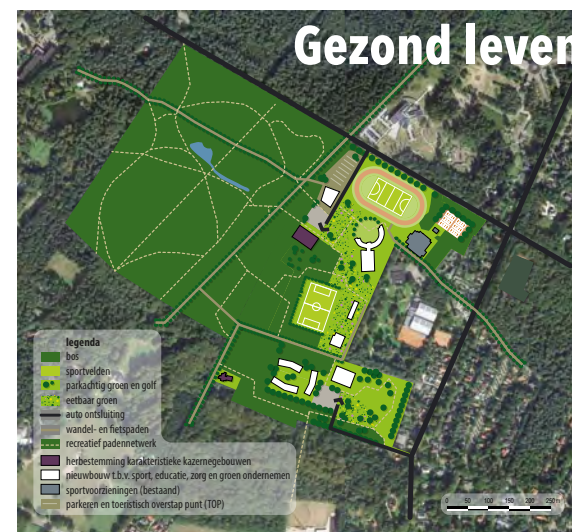 Gezond leven
legenda
bos
sportvelden
parkachtig groen en golf
eetbaar groen
auto ontsluiting
wandel- en fietspaden
recreatief padennetwerk
herbestemming karakteristieke kazernegebouwen
nieuwbouw t.b.v. sport, educatie, zorg en groen ondernemen
sportvoorzieningen (bestaand)
parkeren en toeristisch overstap punt (TOP)
0 50 100 150 200 250 m